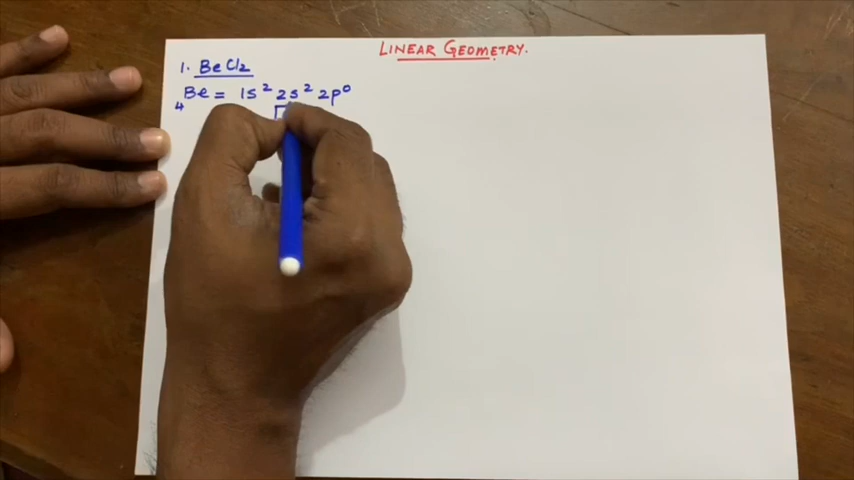 LINEAR GEOMETRY.
1. BeCl₂
₄Be = 1s² 2s² 2p⁰